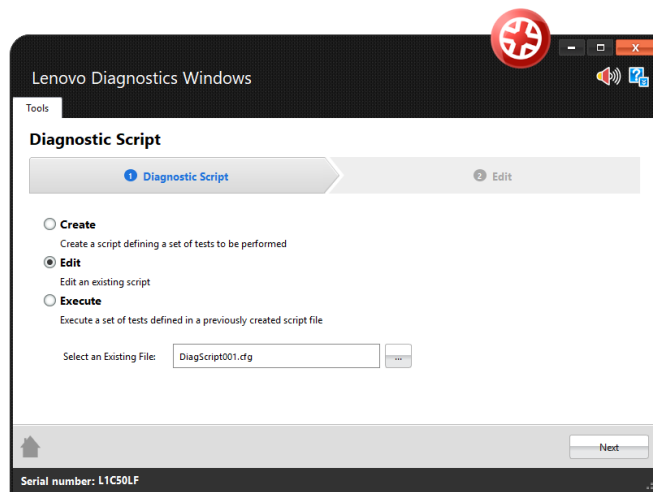 Lenovo Diagnostics Windows
Tools
Diagnostic Script
1 Diagnostic Script
2 Edit
Create
Create a script defining a set of tests to be performed
Edit
Edit an existing script
Execute
Execute a set of tests defined in a previously created script file
Select an Existing File: DiagScript001.cfg ...
Next
Serial number: L1C50LF